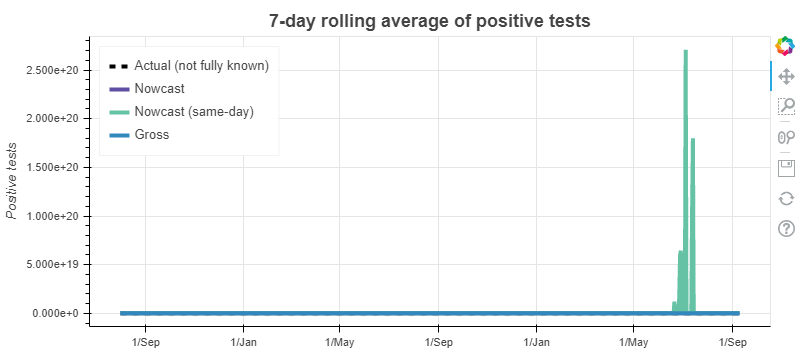 7-day rolling average of positive tests
Actual (not fully known)
Nowcast
Nowcast (same-day)
Gross
Positive tests
2.500e+20
2.000e+20
1.500e+20
1.000e+20
5.000e+19
0.000e+0
1/Sep 1/Jan 1/May 1/Sep 1/Jan 1/May 1/Sep